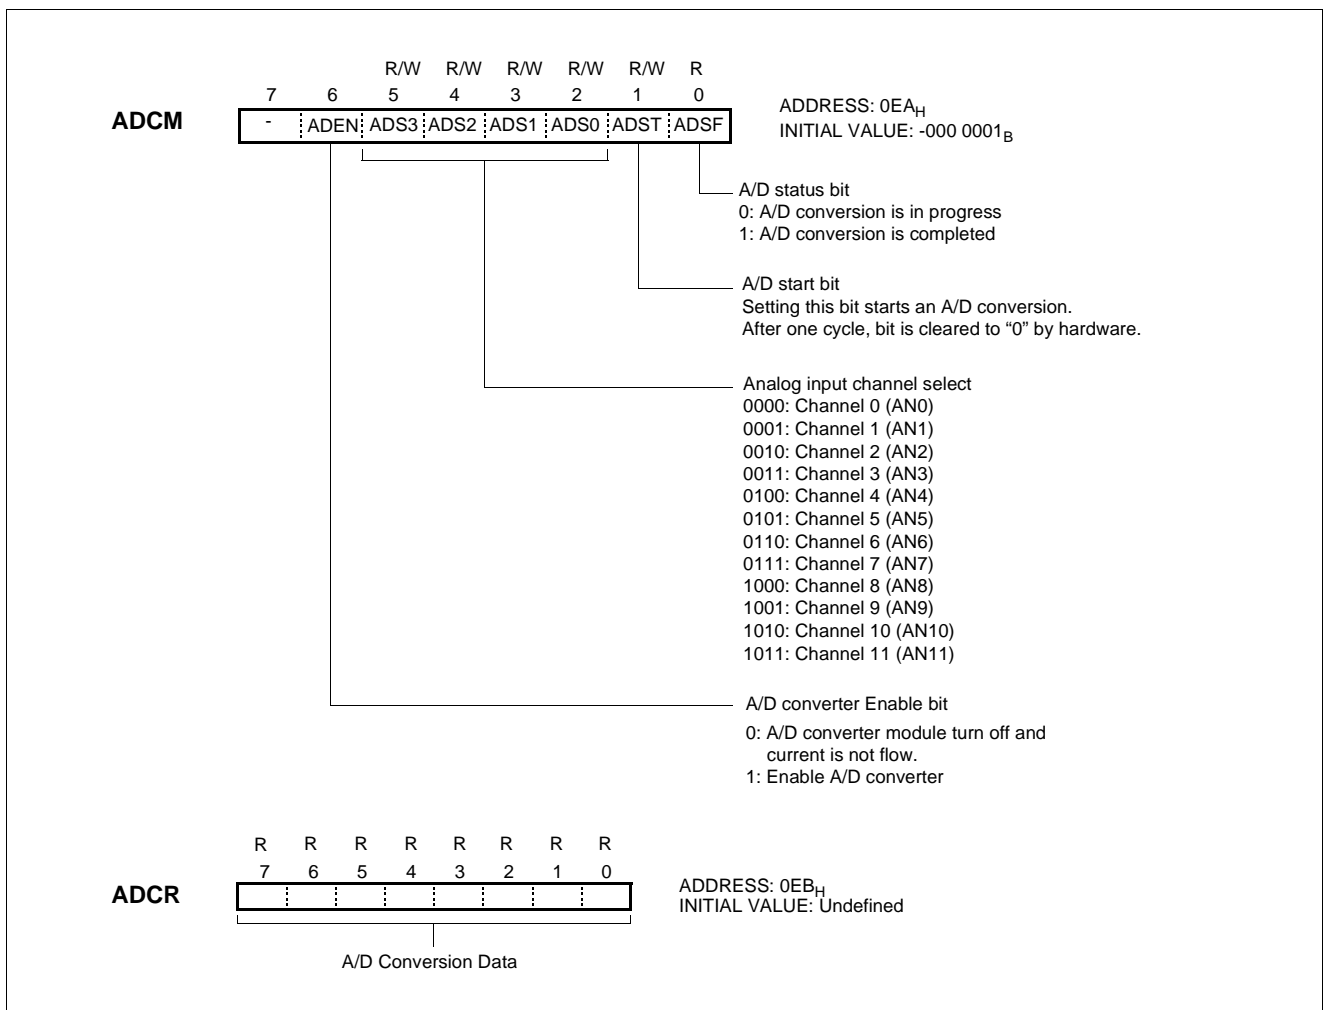 R/W R/W R/W R/W R/W R
7 6 5 4 3 2 1 0
ADCM - ADEN ADS3 ADS2 ADS1 ADS0 ADST ADSF
ADDRESS: 0EAH
INITIAL VALUE: -000 0001B
A/D status bit
0: A/D conversion is in progress
1: A/D conversion is completed
A/D start bit
Setting this bit starts an A/D conversion.
After one cycle, bit is cleared to “0” by hardware.
Analog input channel select
0000: Channel 0 (AN0)
0001: Channel 1 (AN1)
0010: Channel 2 (AN2)
0011: Channel 3 (AN3)
0100: Channel 4 (AN4)
0101: Channel 5 (AN5)
0110: Channel 6 (AN6)
0111: Channel 7 (AN7)
1000: Channel 8 (AN8)
1001: Channel 9 (AN9)
1010: Channel 10 (AN10)
1011: Channel 11 (AN11)
A/D converter Enable bit
0: A/D converter module turn off and
current is not flow.
1: Enable A/D converter
R R R R R R R R
7 6 5 4 3 2 1 0
ADCR
ADDRESS: 0EBH
INITIAL VALUE: Undefined
A/D Conversion Data